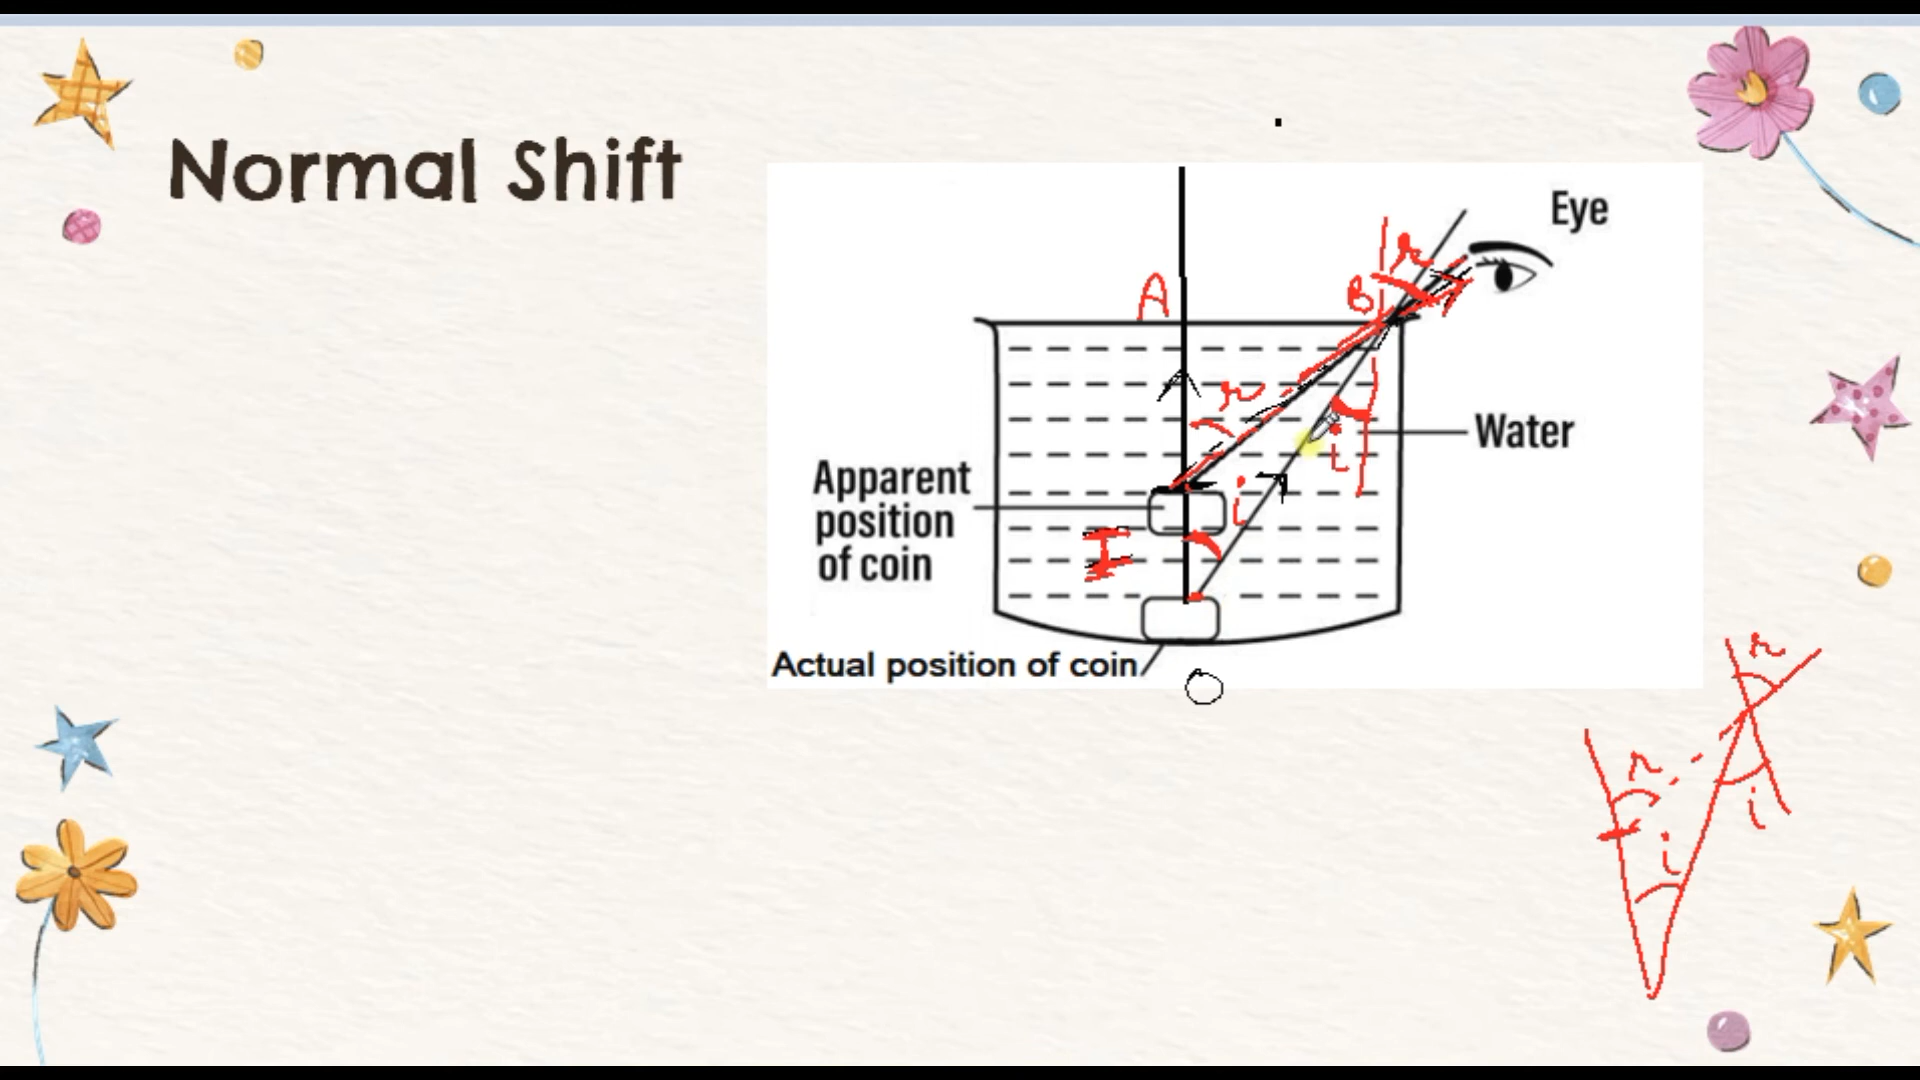 Normal Shift
Eye
r
A
B
r
Water
i
Apparent
position
of coin
i
I
Actual position of coin
O
r
r
i
i